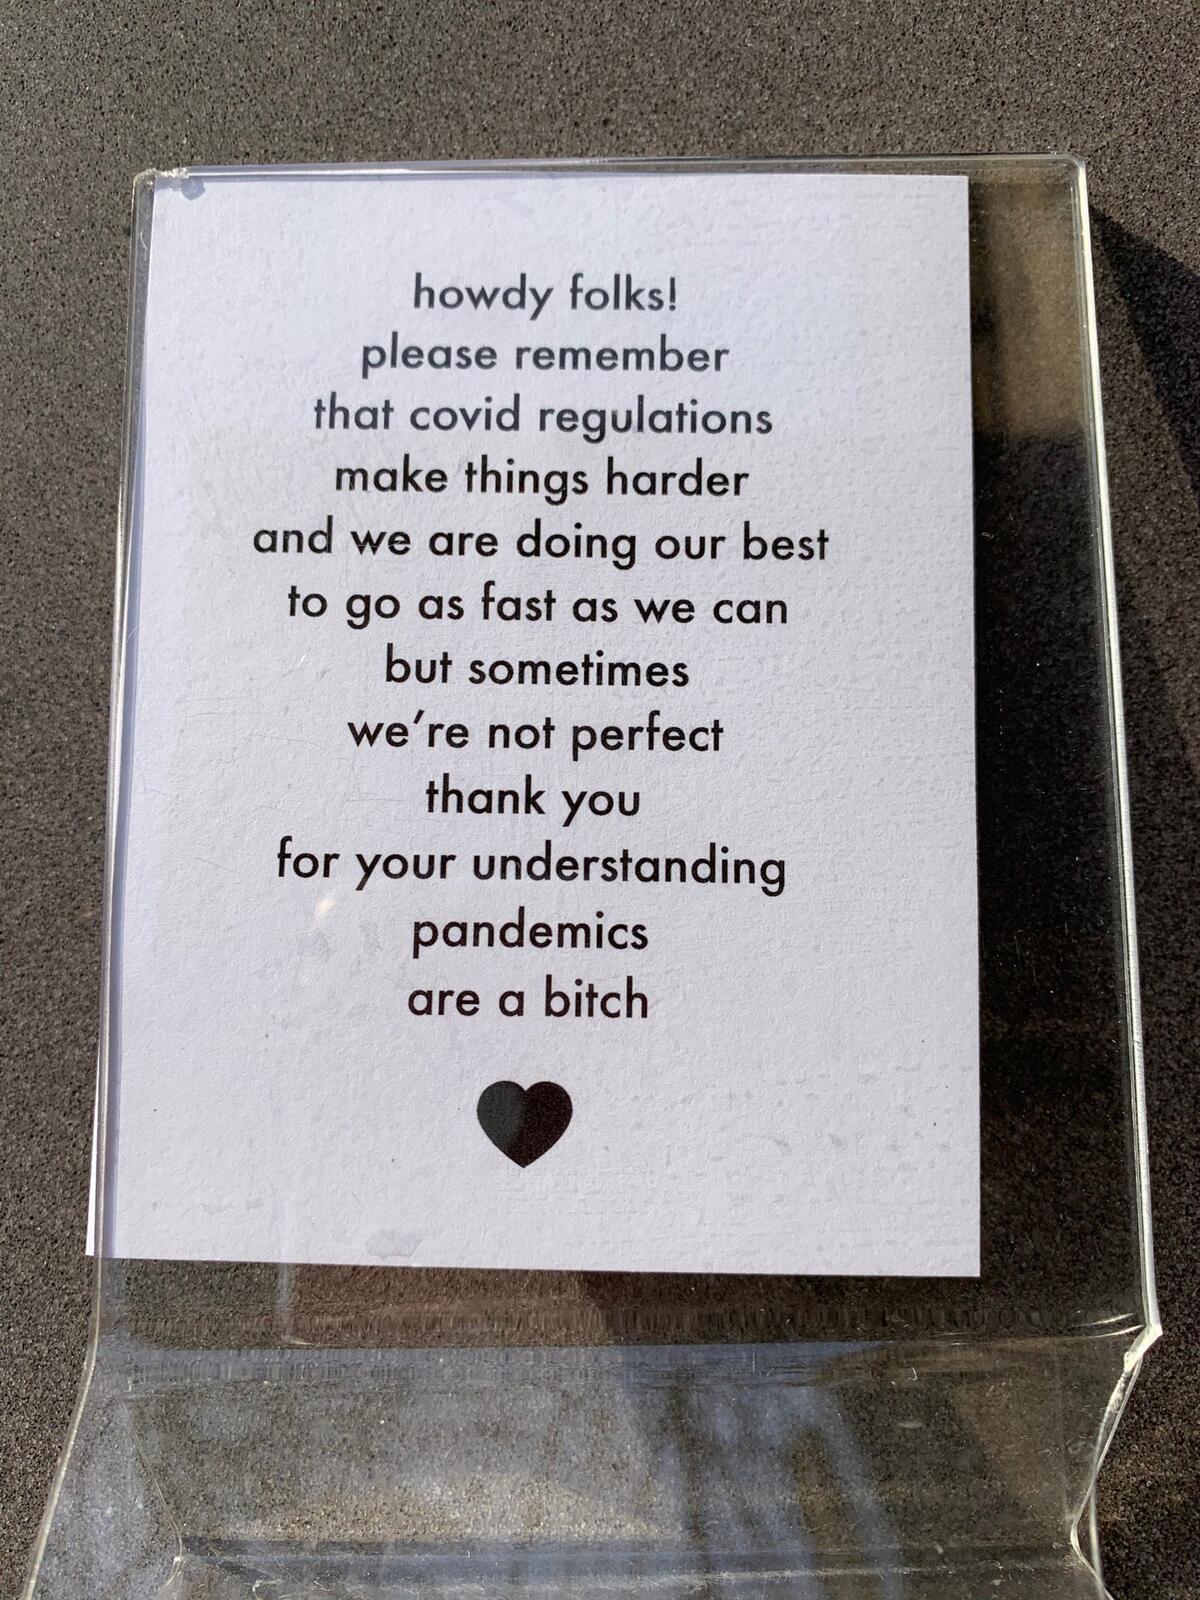 howdy folks!
please remember
that covid regulations
make things harder
and we are doing our best
to go as fast as we can
but sometimes
we’re not perfect
thank you
for your understanding
pandemics
are a bitch